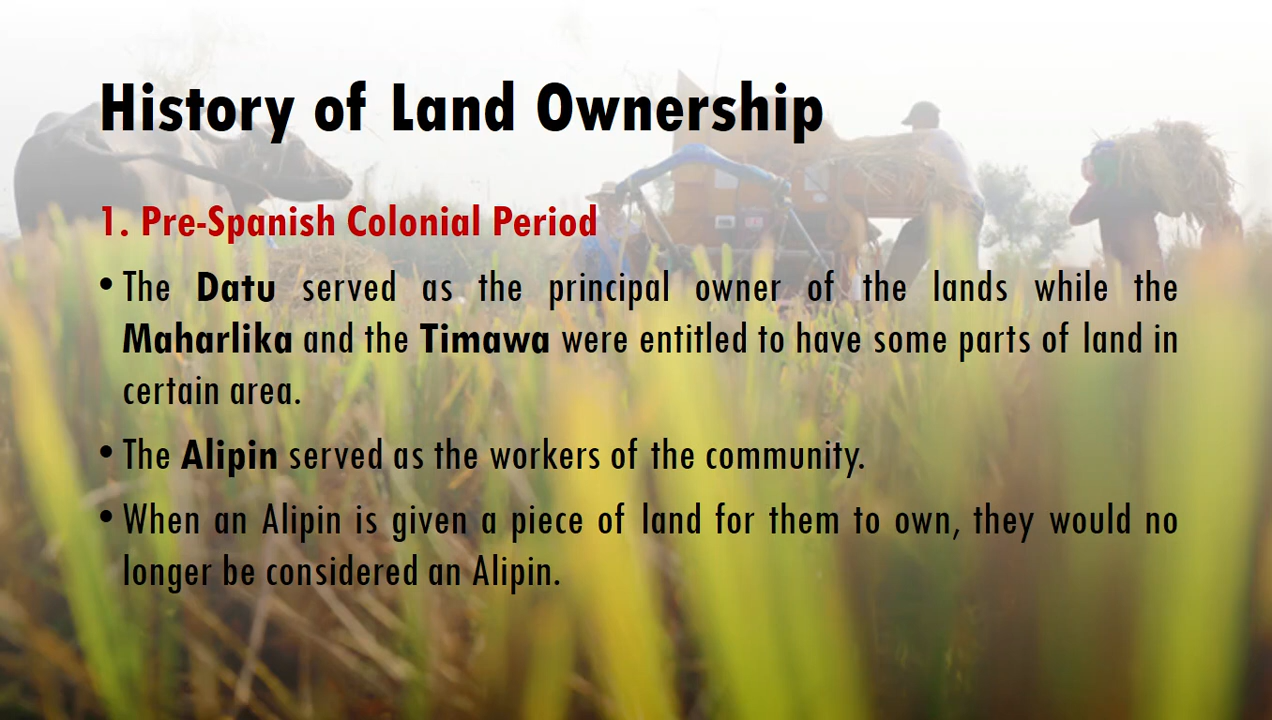 History of Land Ownership
1. Pre-Spanish Colonial Period
• The Datu served as the principal owner of the lands while the
Maharlika and the Timawa were entitled to have some parts of land in
certain area.
• The Alipin served as the workers of the community.
• When an Alipin is given a piece of land for them to own, they would no
longer be considered an Alipin.